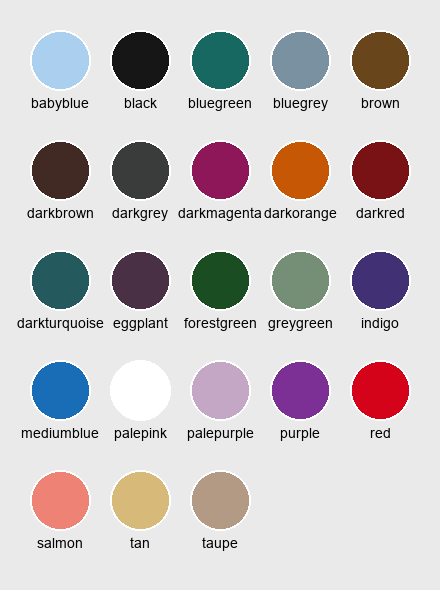 babyblue black bluegreen bluegrey brown
darkbrown darkgrey darkmagenta darkorange darkred
darkturquoise eggplant forestgreen greygreen indigo
mediumblue palepink palepurple purple red
salmon tan taupe